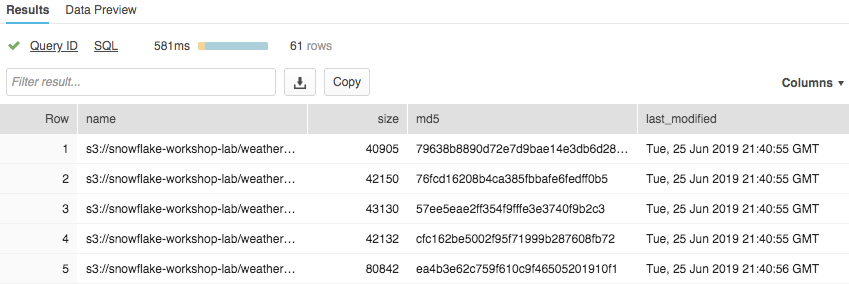 Results Data Preview
Query ID SQL 581ms 61 rows
Filter result... Copy Columns
Row name size md5 last_modified
1 s3://snowflake-workshop-lab/weather… 40905 79638b8890d72e7d9bae14e3db6d28… Tue, 25 Jun 2019 21:40:55 GMT
2 s3://snowflake-workshop-lab/weather… 42150 76fcd16208b4ca385fbbafe6fedff0b5 Tue, 25 Jun 2019 21:40:55 GMT
3 s3://snowflake-workshop-lab/weather… 43130 57ee5eae2ff354f9fffe3e3740f9b2c3 Tue, 25 Jun 2019 21:40:55 GMT
4 s3://snowflake-workshop-lab/weather… 42132 cfc162be5002f95f71999b287608fb72 Tue, 25 Jun 2019 21:40:55 GMT
5 s3://snowflake-workshop-lab/weather… 80842 ea4b3e62c759f610c9f46505201910f1 Tue, 25 Jun 2019 21:40:56 GMT